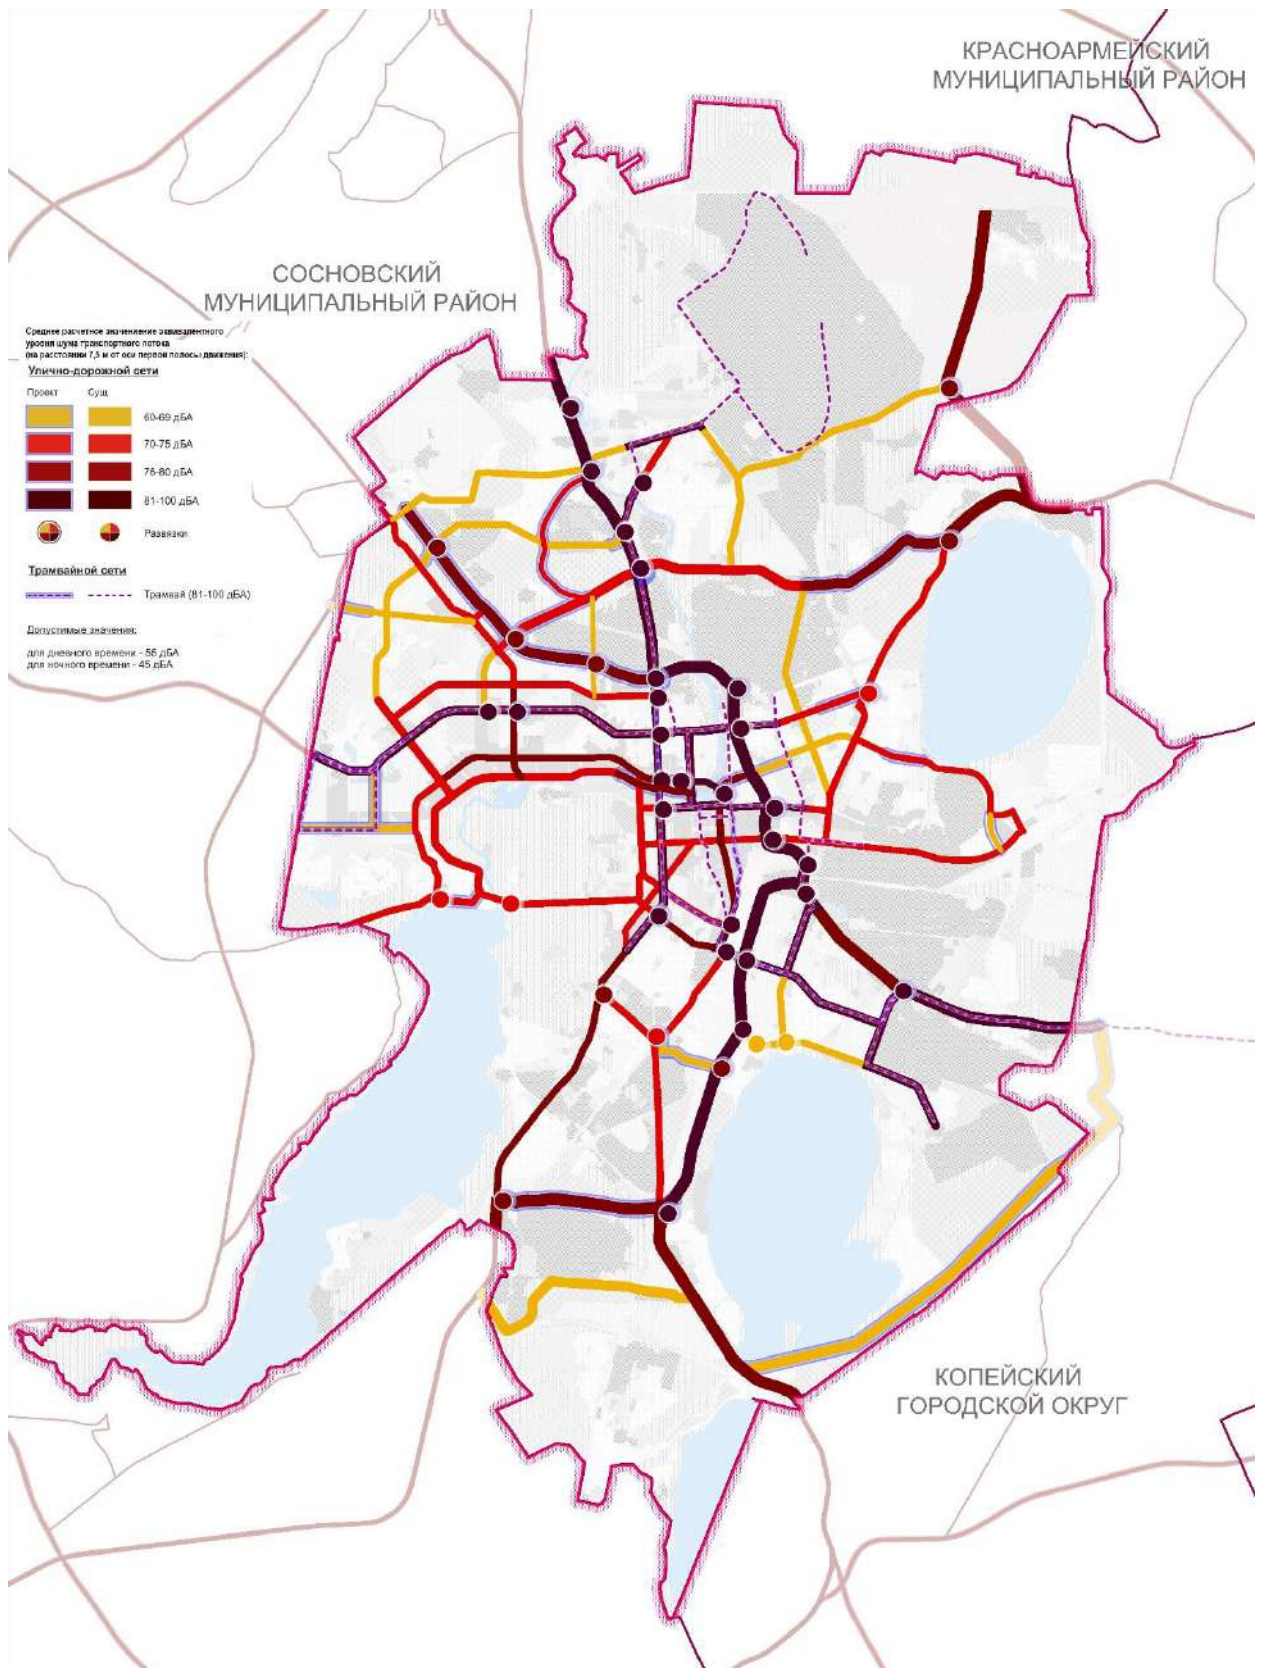 КРАСНОАРМЕЙСКИЙ
МУНИЦИПАЛЬНЫЙ РАЙОН
СОСНОВСКИЙ
МУНИЦИПАЛЬНЫЙ РАЙОН
Среднее расчетное значениение эквивалентного
уровня шума транспортного потока
(на расстоянии 7,5 м от оси первой полосы движения):
Улично-дорожной сети
Проект Сущ
60-69 дБА
70-75 дБА
76-80 дБА
81-100 дБА
Развязки
Трамвайной сети
Трамвай (81-100 дБА)
Допустимые значения:
для дневного времени - 55 дБА
для ночного времени - 45 дБА
КОПЕЙСКИЙ
ГОРОДСКОЙ ОКРУГ